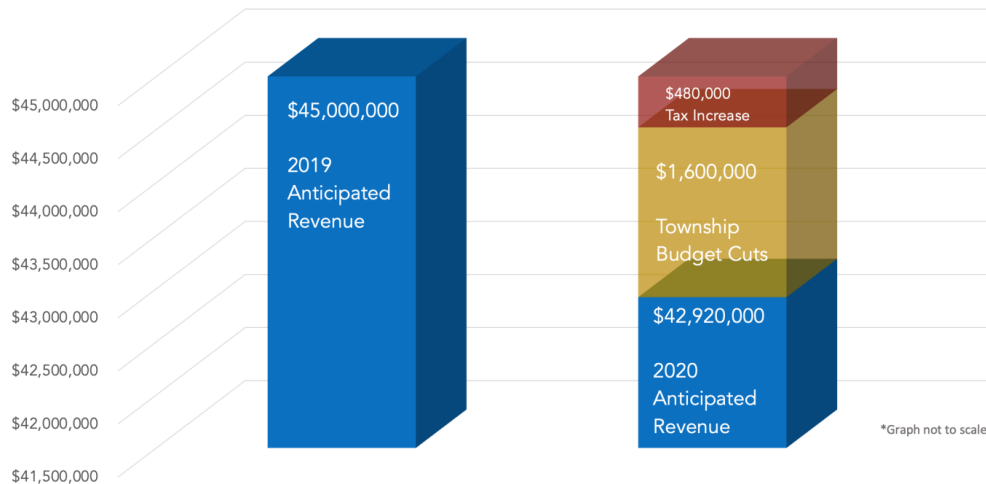 $45,000,000
$44,500,000
$44,000,000
$43,500,000
$43,000,000
$42,500,000
$42,000,000
$41,500,000
$45,000,000
2019
Anticipated
Revenue
$480,000
Tax Increase
$1,600,000
Township
Budget Cuts
$42,920,000
2020
Anticipated
Revenue
*Graph not to scale